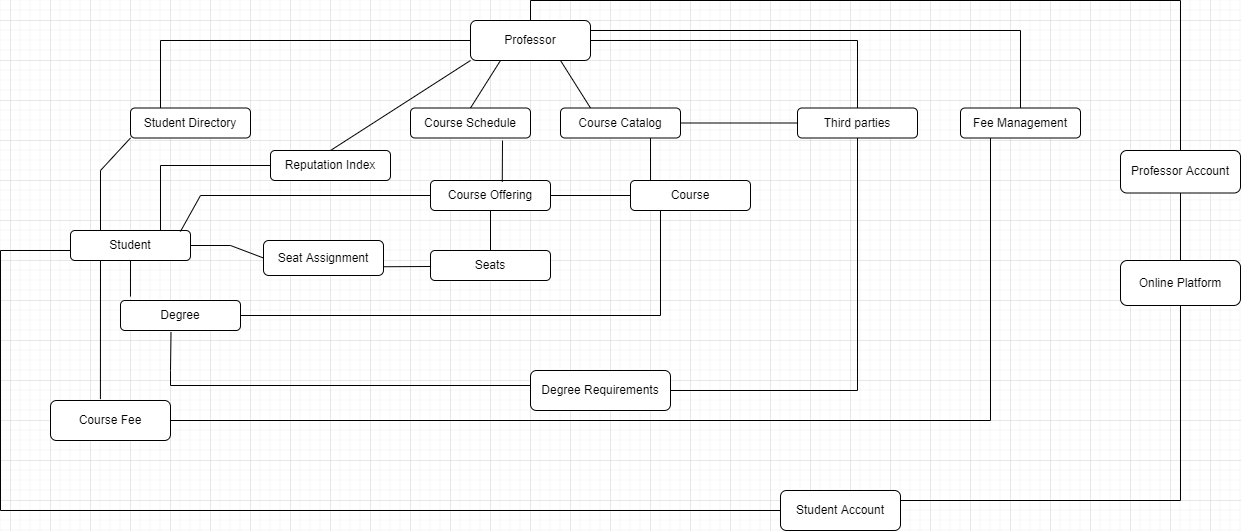 Professor
Student Directory
Course Schedule
Course Catalog
Third parties
Fee Management
Reputation Index
Professor Account
Course Offering
Course
Student
Seat Assignment
Seats
Online Platform
Degree
Degree Requirements
Course Fee
Student Account